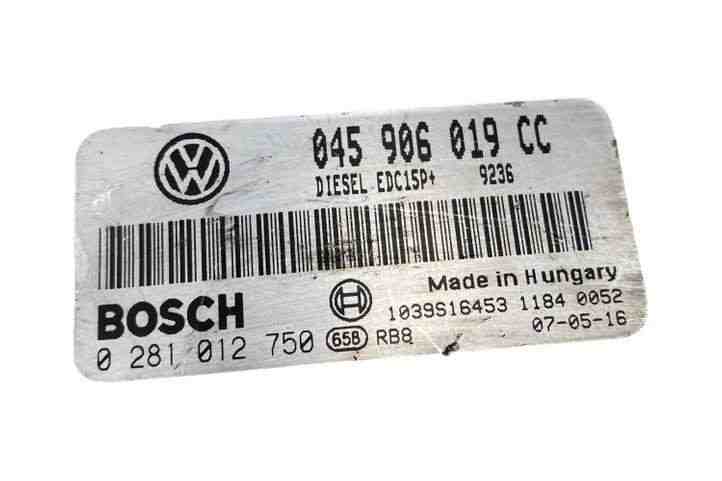 045 906 019 CC
DIESEL EDC15P+ 9236
Made in Hungary
BOSCH
1039S16453 1184 0052
0 281 012 750 658 RB8 07-05-16